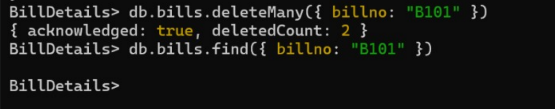 BillDetails> db.bills.deleteMany({ billno: "B101" })
{ acknowledged: true, deletedCount: 2 }
BillDetails> db.bills.find({ billno: "B101" })
BillDetails>